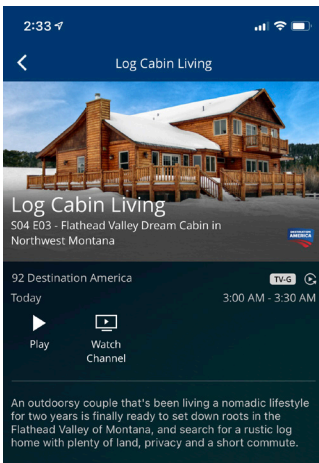 2:33
Log Cabin Living
Log Cabin Living
S04 E03 - Flathead Valley Dream Cabin in
Northwest Montana
DESTINATION
AMERICA
92 Destination America
TV-G
Today
3:00 AM - 3:30 AM
Play
Watch
Channel
An outdoorsy couple that's been living a nomadic lifestyle
for two years is finally ready to set down roots in the
Flathead Valley of Montana, and search for a rustic log
home with plenty of land, privacy and a short commute.